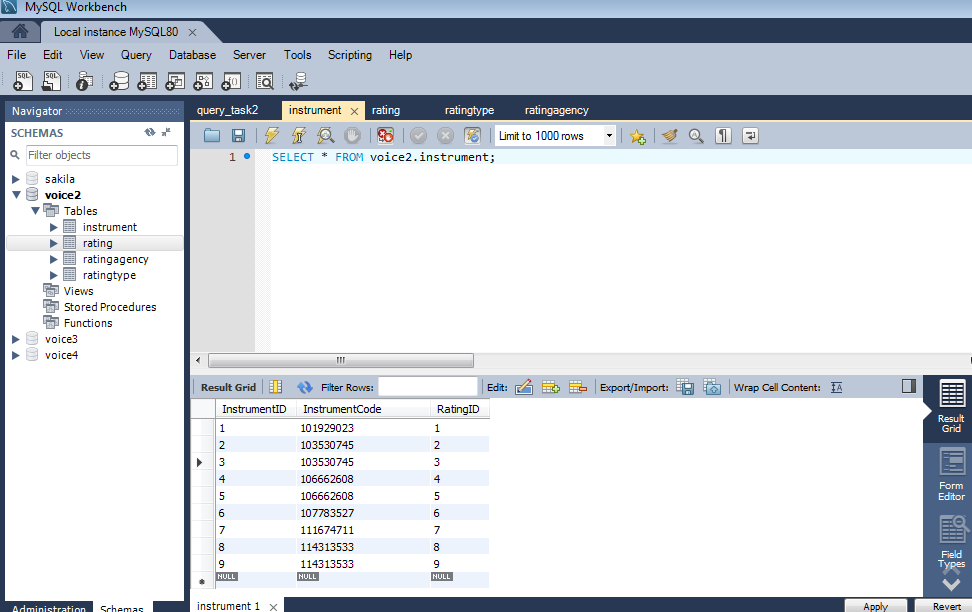 MySQL Workbench
Local instance MySQL80
File Edit View Query Database Server Tools Scripting Help
Navigator
SCHEMAS
Filter objects
sakila
voice2
Tables
instrument
rating
ratingagency
ratingtype
Views
Stored Procedures
Functions
voice3
voice4
Administration Schemas
query_task2 instrument rating ratingtype ratingagency
Limit to 1000 rows
1 SELECT * FROM voice2.instrument;
Result Grid Filter Rows: Edit: Export/Import: Wrap Cell Content: IA
InstrumentID InstrumentCode RatingID
1 101929023 1
2 103530745 2
3 103530745 3
4 106662608 4
5 106662608 5
6 107783527 6
7 111674711 7
8 114313533 8
9 114313533 9
NULL NULL NULL
Result
Grid
Form
Editor
Field
Types
instrument 1
Apply Revert